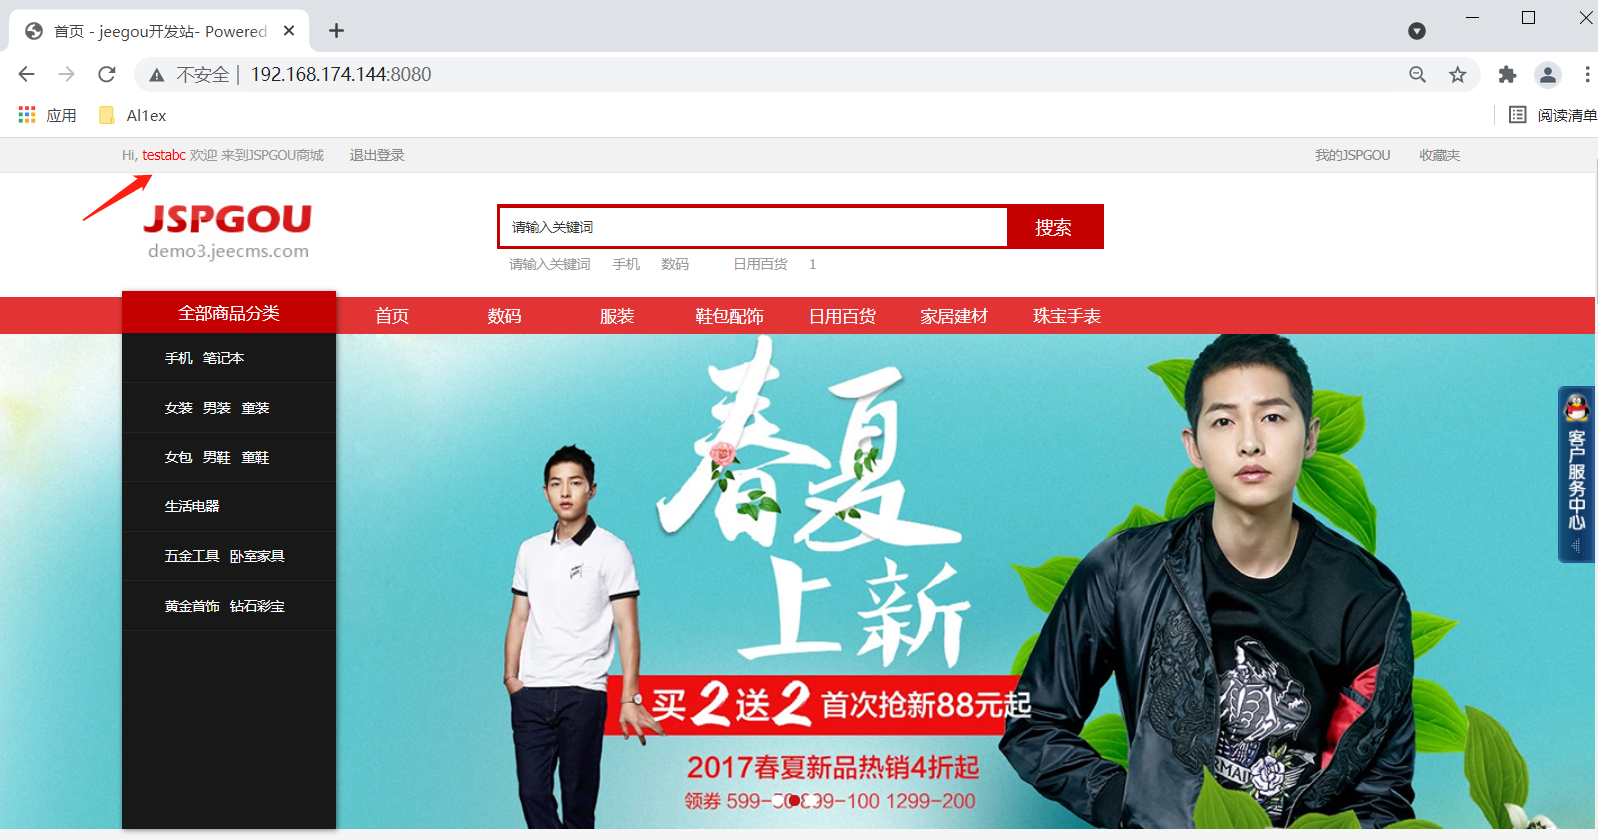 首页 - jeegou开发站- Powered
不安全 | 192.168.174.144:8080
应用 Al1ex 阅读清单
Hi, testabc 欢迎 来到JSPGOU商城 退出登录 我的JSPGOU 收藏夹
JSPGOU
demo3.jeecms.com
请输入关键词 搜索
请输入关键词 手机 数码 日用百货 1
全部商品分类 首页 数码 服装 鞋包配饰 日用百货 家居建材 珠宝手表
手机 笔记本
女装 男装 童装
女包 男鞋 童鞋
生活电器
五金工具 卧室家具
黄金首饰 钻石彩宝
春夏
上新
买2送2 首次抢新88元起
2017春夏新品热销4折起
领券 599-50 899-100 1299-200
客户服务中心